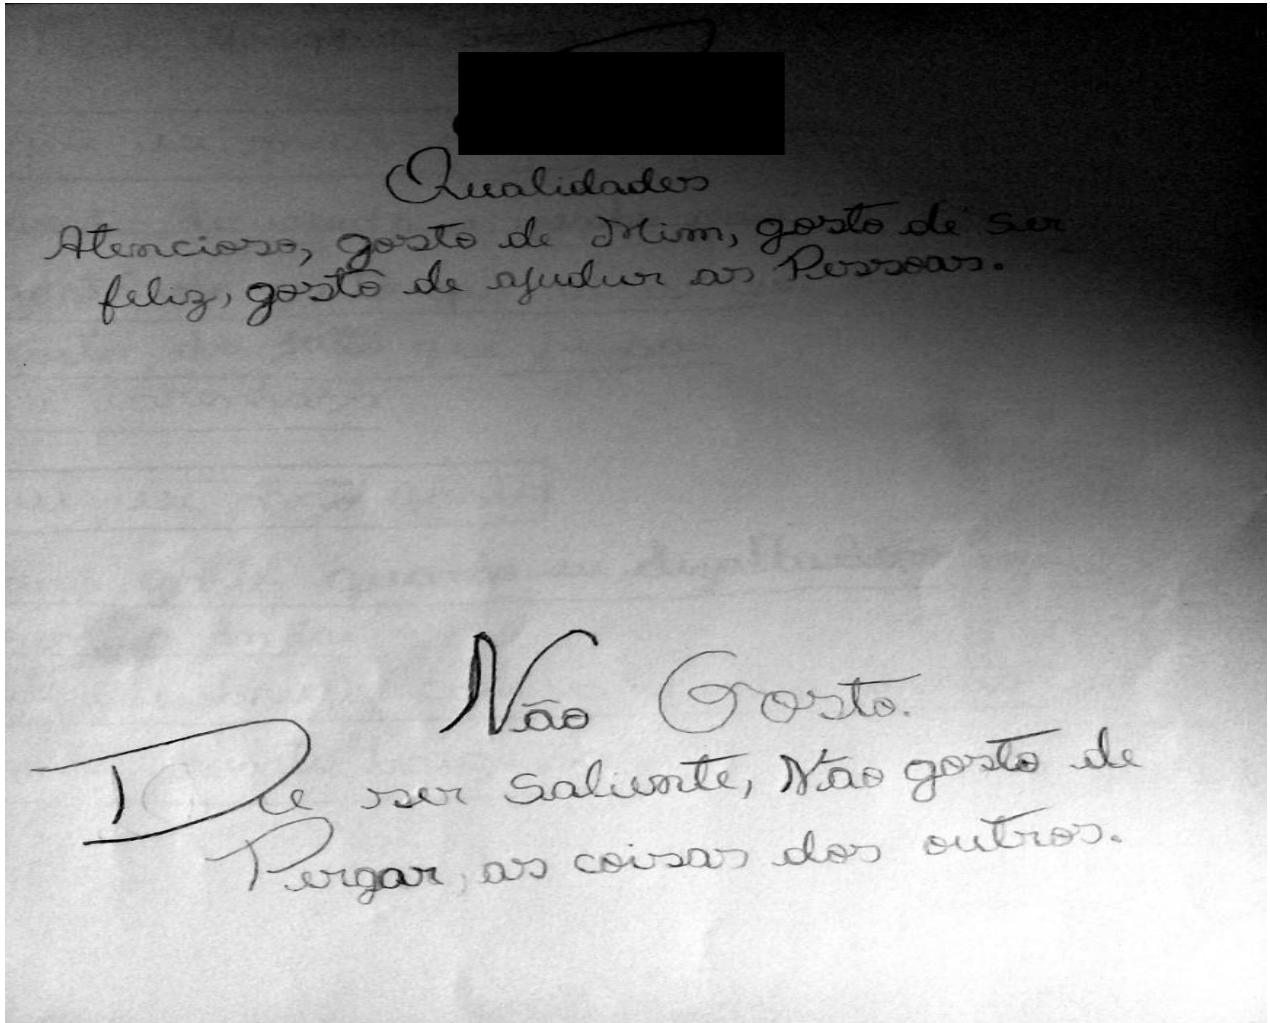 Qualidades
Atencioso, gosto de Mim, gosto de ser
feliz, gosto de ajudar as Pessoas.
Não Gosto.
De ser saliente, Não gosto de
Pergar, as coisas dos outros.